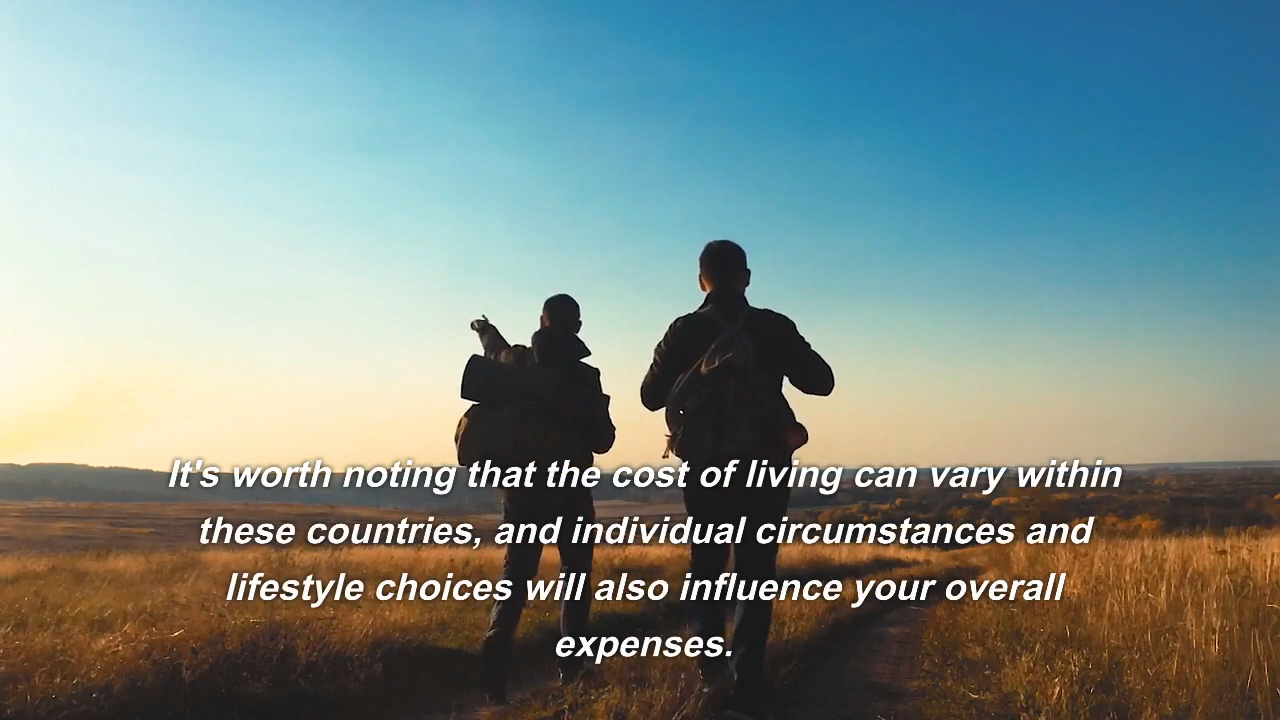 It's worth noting that the cost of living can vary within
these countries, and individual circumstances and
lifestyle choices will also influence your overall
expenses.